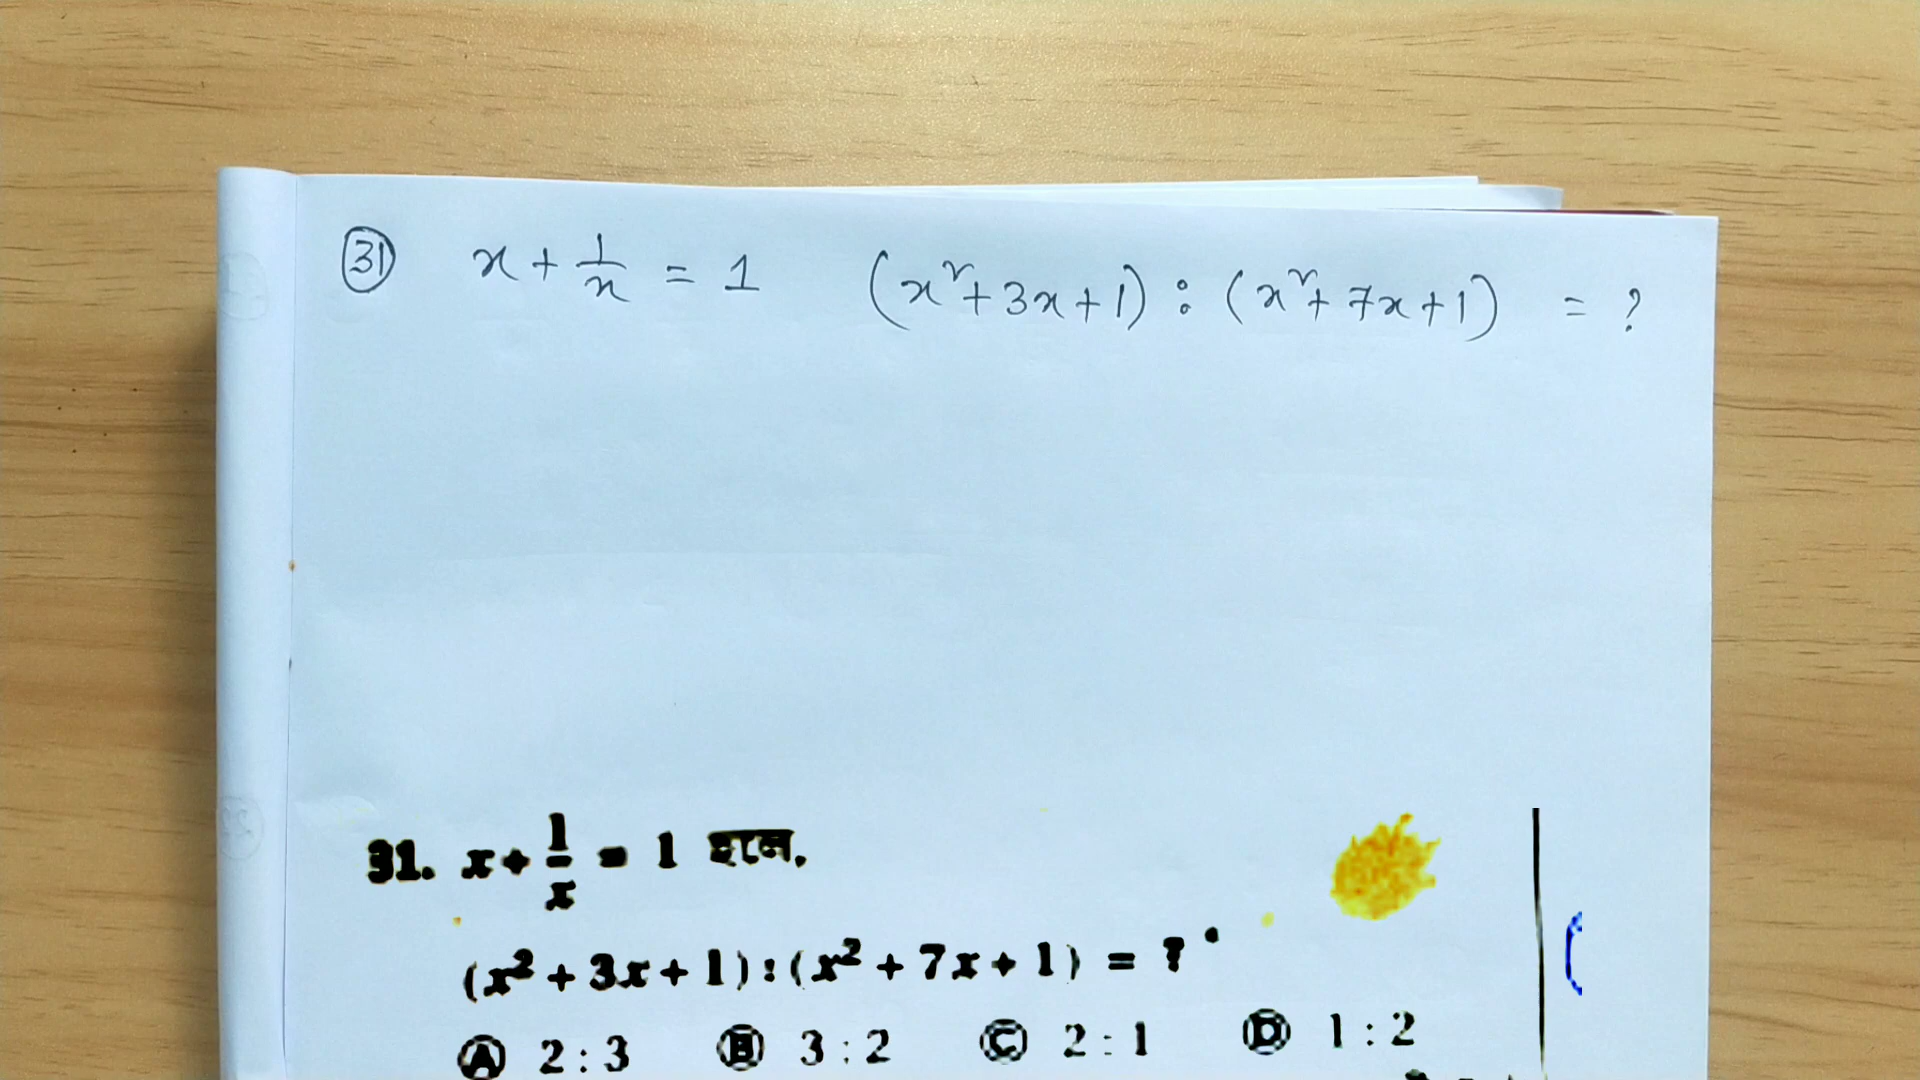 31 x + 1/x = 1 (x² + 3x + 1) : (x² + 7x + 1) = ?
31. x + 1/x = 1 হলে,
(x² + 3x + 1) : (x² + 7x + 1) = ?
A 2 : 3 B 3 : 2 C 2 : 1 D 1 : 2